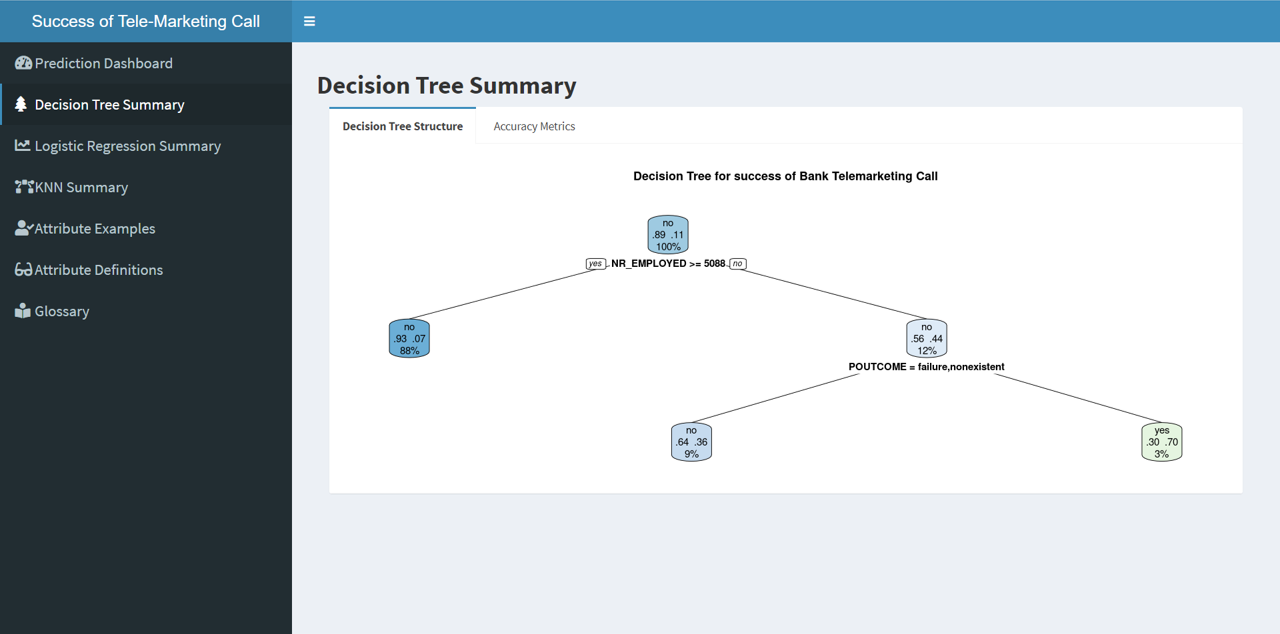 Success of Tele-Marketing Call
Prediction Dashboard
Decision Tree Summary
Logistic Regression Summary
KNN Summary
Attribute Examples
Attribute Definitions
Glossary
Decision Tree Summary
Decision Tree Structure
Accuracy Metrics
Decision Tree for success of Bank Telemarketing Call
no
.89 .11
100%
yes NR_EMPLOYED >= 5088 no
no
.93 .07
88%
no
.56 .44
12%
POUTCOME = failure,nonexistent
no
.64 .36
9%
yes
.30 .70
3%